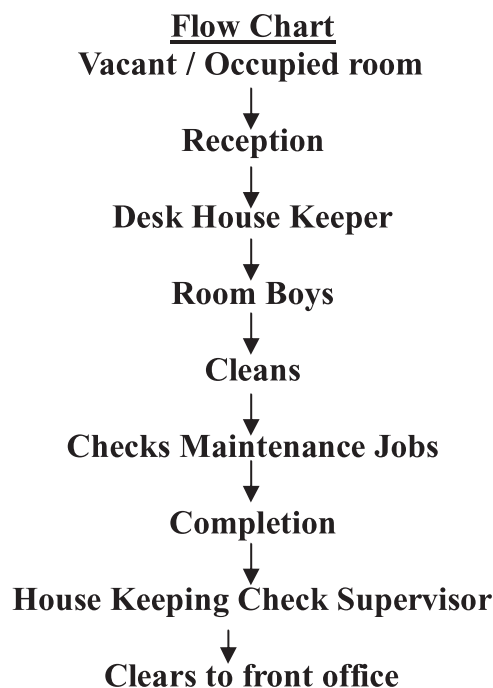 Flow Chart
Vacant / Occupied room
Reception
Desk House Keeper
Room Boys
Cleans
Checks Maintenance Jobs
Completion
House Keeping Check Supervisor
Clears to front office